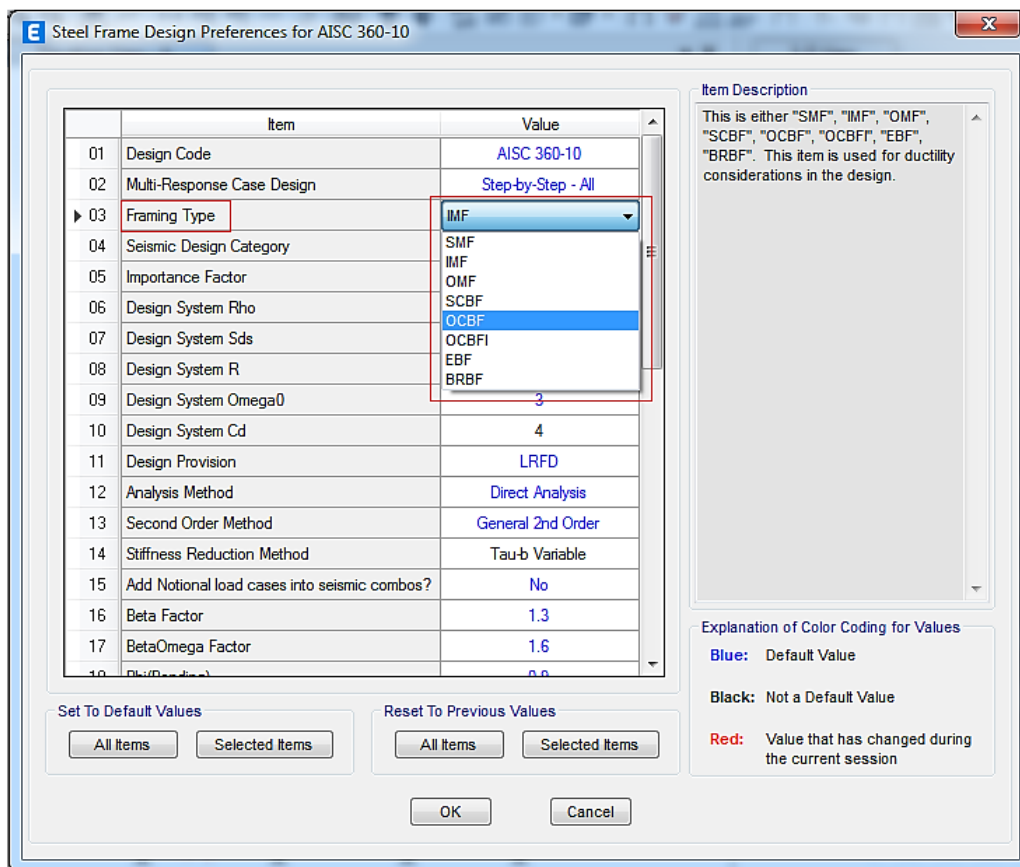 E Steel Frame Design Preferences for AISC 360-10
x
Item Value
01 Design Code AISC 360-10
02 Multi-Response Case Design Step-by-Step - All
03 Framing Type IMF
04 Seismic Design Category
SMF
05 Importance Factor
IMF
OMF
06 Design System Rho
SCBF
07 Design System Sds
OCBF
OCBFI
08 Design System R
EBF
BRBF
09 Design System Omega0 3
10 Design System Cd 4
11 Design Provision LRFD
12 Analysis Method Direct Analysis
13 Second Order Method General 2nd Order
14 Stiffness Reduction Method Tau-b Variable
15 Add Notional load cases into seismic combos? No
16 Beta Factor 1.3
17 BetaOmega Factor 1.6
Item Description
This is either "SMF", "IMF", "OMF",
"SCBF", "OCBF", "OCBFI", "EBF",
"BRBF". This item is used for ductility
considerations in the design.
Explanation of Color Coding for Values
Blue: Default Value
Black: Not a Default Value
Red: Value that has changed during
the current session
Set To Default Values
All Items Selected Items
Reset To Previous Values
All Items Selected Items
OK Cancel